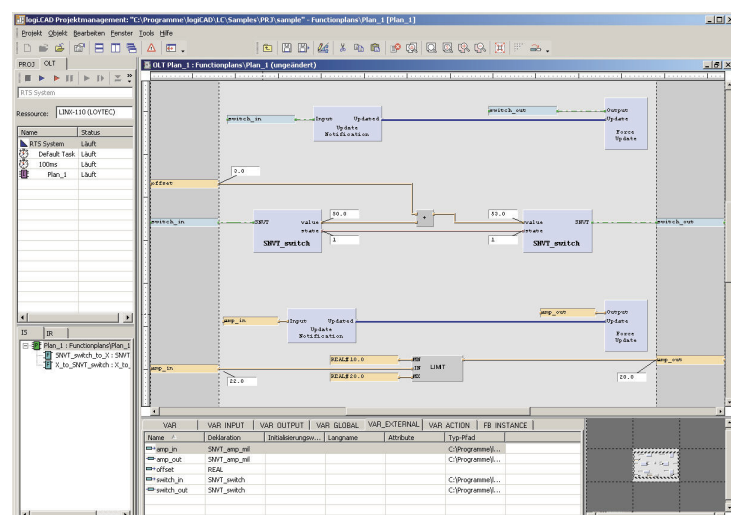 logi.CAD Projektmanagement: "C:\Programme\logiCAD\LC\Samples\PRJ\sample" - Functionplans\Plan_1 [Plan_1]
Projekt Objekt Bearbeiten Fenster Tools Hilfe
PROJ OLT
OLT Plan_1 : Functionplans\Plan_1 (ungeändert)
RTS System
Ressource: LINX-110 (LOYTEC)
Name Status
RTS System Läuft
Default Task Läuft
100ms Läuft
Plan_1 Läuft
switch_in
Input Updated
Update
Notification
switch_out
Output
Update
Force
Update
0.0
offset
switch_in
SNVT value
state
SNVT_switch
50.0
1
+
50.0
1
value SNVT
state
SNVT_switch
switch_out
amp_in
Input Updated
Update
Notification
amp_out
Output
Update
Force
Update
amp_in
22.0
REAL#10.0
REAL#20.0
MN
IN
MX
LIMIT
amp_out
20.0
IS IR
Plan_1 : Functionplans\Plan_1
SNVT_switch_to_X : SNVT
X_to_SNVT_switch : X_to_
VAR VAR INPUT VAR OUTPUT VAR GLOBAL VAR_EXTERNAL VAR ACTION FB INSTANCE
Name Deklaration Initialisierungsw... Langname Attribute Typ-Pfad
amp_in SNVT_amp_mil C:\Programme\l...
amp_out SNVT_amp_mil C:\Programme\l...
offset REAL
switch_in SNVT_switch C:\Programme\l...
switch_out SNVT_switch C:\Programme\l...